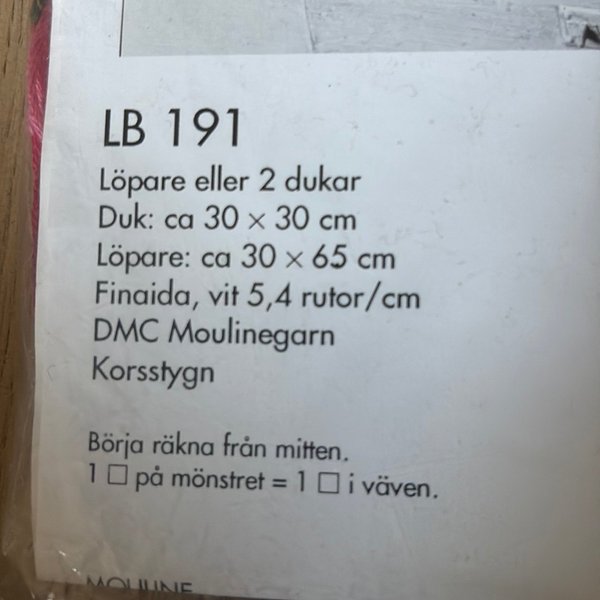 LB 191
Löpare eller 2 dukar
Duk: ca 30 × 30 cm
Löpare: ca 30 × 65 cm
Finaida, vit 5,4 rutor/cm
DMC Moulinegarn
Korsstygn
Börja räkna från mitten.
1 □ på mönstret = 1 □ i väven.
MOULINE